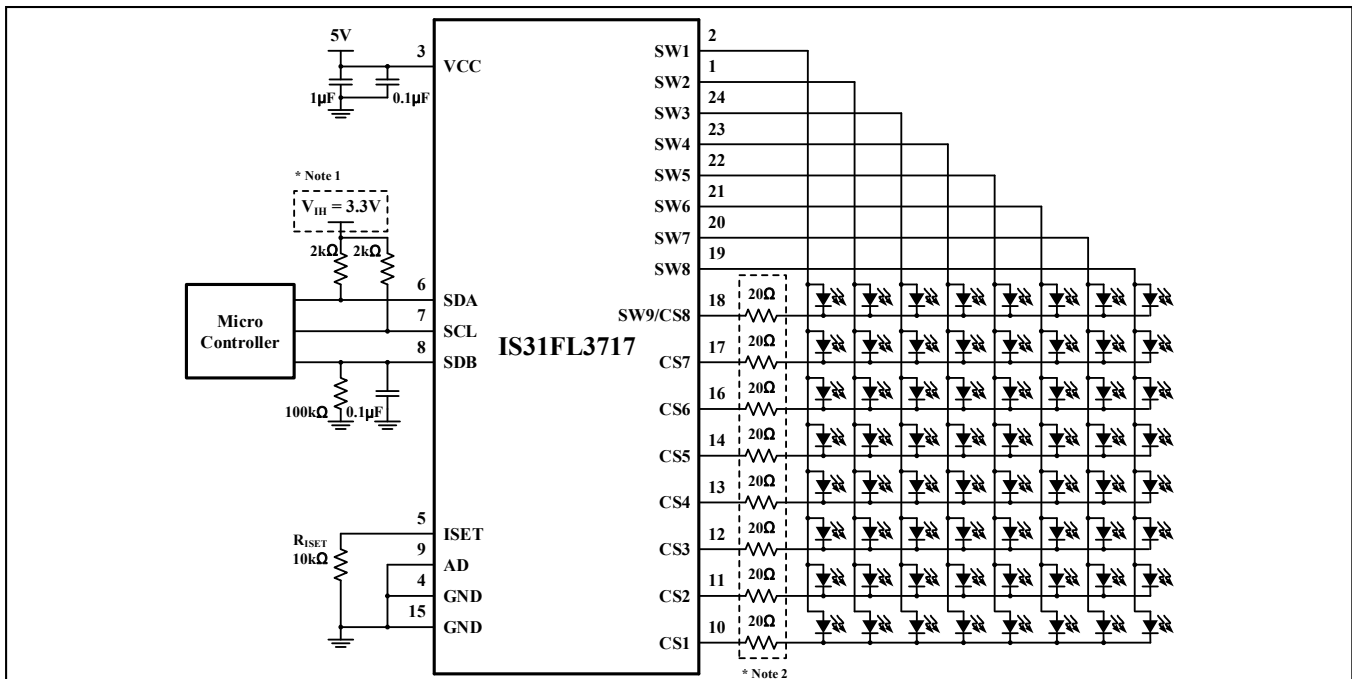 5V
3
VCC
1µF
0.1µF
* Note 1
VIH = 3.3V
2kΩ
2kΩ
Micro
Controller
6
SDA
7
SCL
8
SDB
100kΩ
0.1µF
IS31FL3717
RISET
10kΩ
5
ISET
9
AD
4
GND
15
GND
2
SW1
1
SW2
24
SW3
23
SW4
22
SW5
21
SW6
20
SW7
19
SW8
18
SW9/CS8
20Ω
17
CS7
20Ω
16
CS6
20Ω
14
CS5
20Ω
13
CS4
20Ω
12
CS3
20Ω
11
CS2
20Ω
10
CS1
20Ω
* Note 2